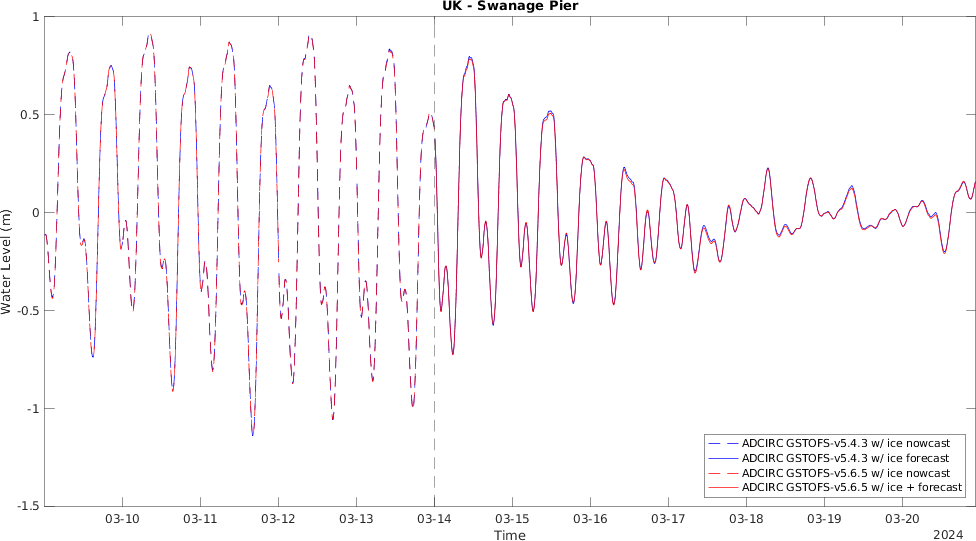 UK - Swanage Pier
1
0.5
0
-0.5
-1
-1.5
Water Level (m)
03-10
03-11
03-12
03-13
03-14
03-15
03-16
03-17
03-18
03-19
03-20
Time
2024
ADCIRC GSTOFS-v5.4.3 w/ ice nowcast
ADCIRC GSTOFS-v5.4.3 w/ ice forecast
ADCIRC GSTOFS-v5.6.5 w/ ice nowcast
ADCIRC GSTOFS-v5.6.5 w/ ice + forecast